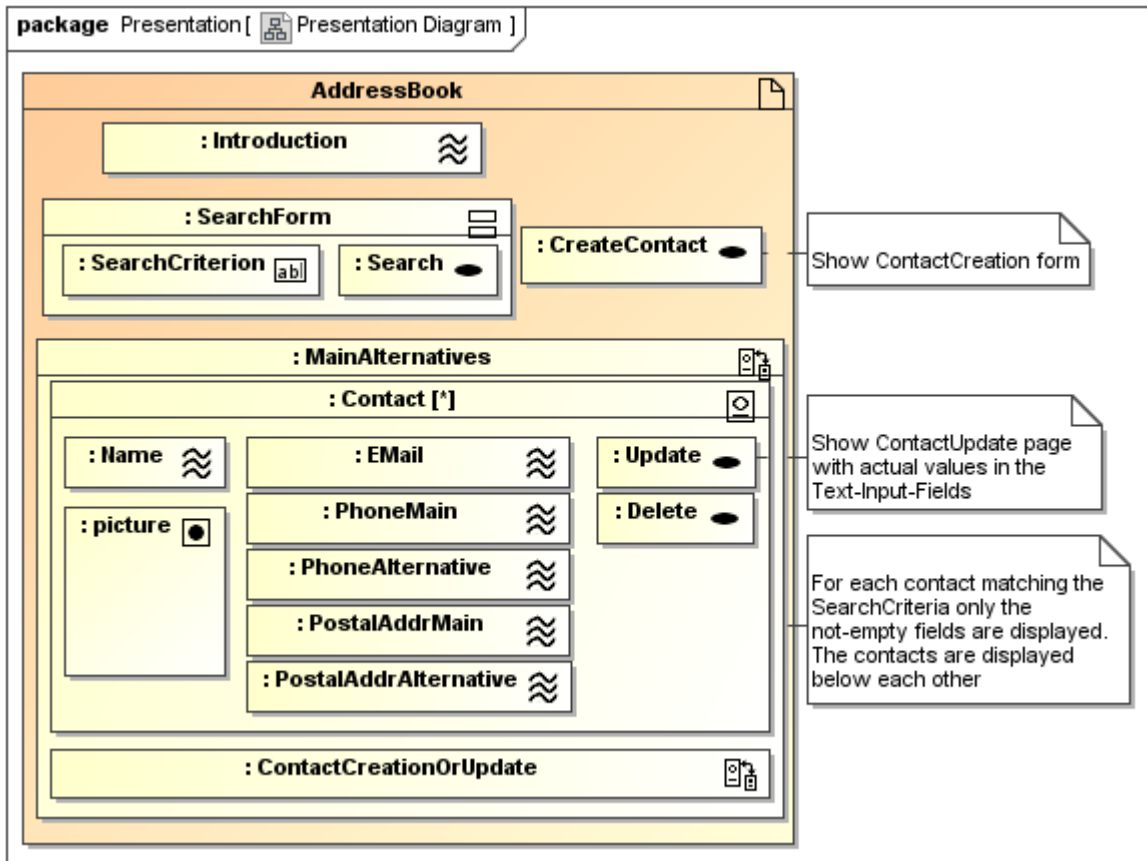 package Presentation [ Presentation Diagram ]
AddressBook
: Introduction
: SearchForm
: SearchCriterion
abl
: Search
: CreateContact
Show ContactCreation form
: MainAlternatives
: Contact [*]
: Name
: EMail
: Update
Show ContactUpdate page
with actual values in the
Text-Input-Fields
: picture
: PhoneMain
: Delete
: PhoneAlternative
: PostalAddrMain
: PostalAddrAlternative
For each contact matching the
SearchCriteria only the
not-empty fields are displayed.
The contacts are displayed
below each other
: ContactCreationOrUpdate